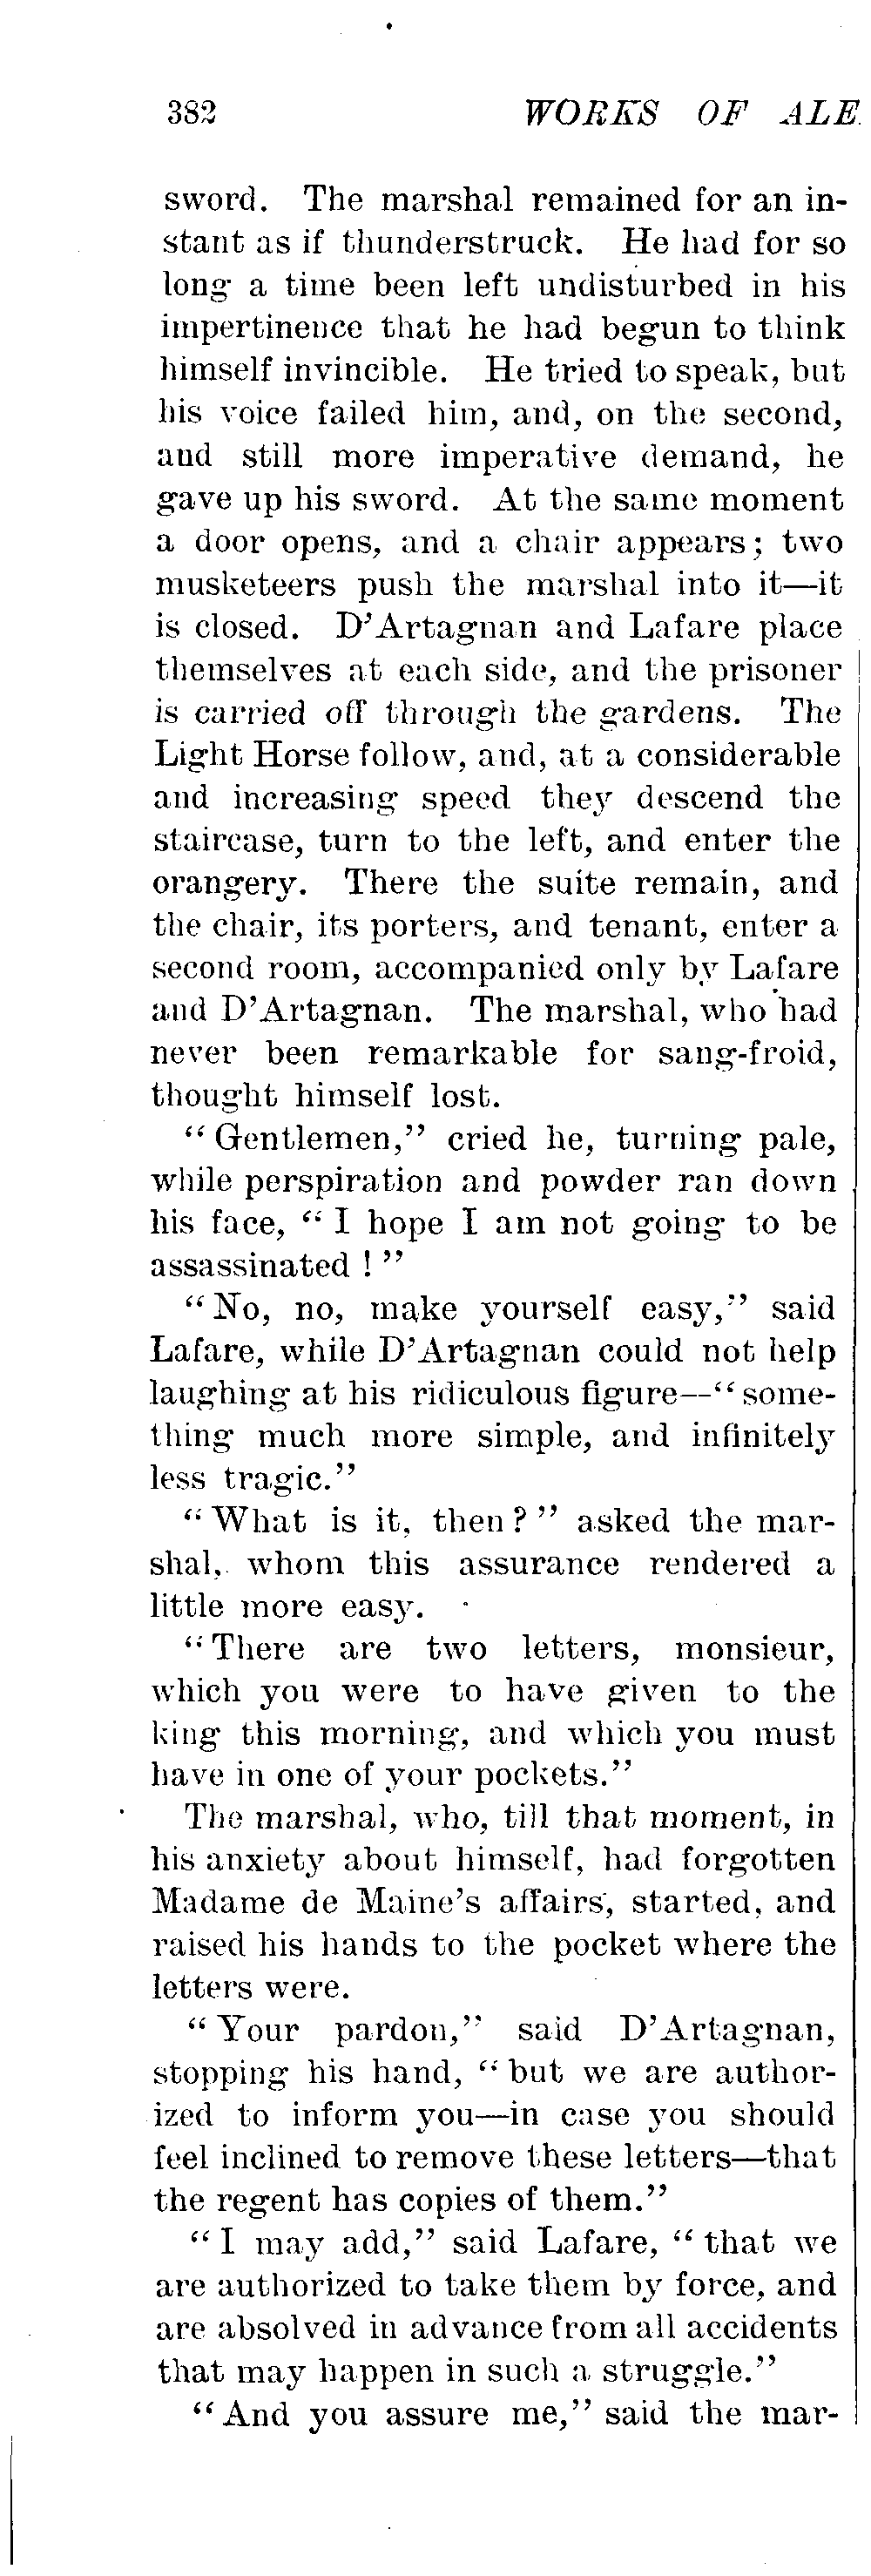 382 WORKS OF ALE
sword. The marshal remained for an in-
stant as if thunderstruck. He had for so
long a time been left undisturbed in his
impertinence that he had begun to think
himself invincible. He tried to speak, but
his voice failed him, and, on the second,
and still more imperative demand, he
gave up his sword. At the same moment
a door opens, and a chair appears; two
musketeers push the marshal into it—it
is closed. D'Artagnan and Lafare place
themselves at each side, and the prisoner
is carried off through the gardens. The
Light Horse follow, and, at a considerable
and increasing speed they descend the
staircase, turn to the left, and enter the
orangery. There the suite remain, and
the chair, its porters, and tenant, enter a
second room, accompanied only by Lafare
and D'Artagnan. The marshal, who had
never been remarkable for sang-froid,
thought himself lost.
"Gentlemen," cried he, turning pale,
while perspiration and powder ran down
his face, "I hope I am not going to be
assassinated!"
"No, no, make yourself easy," said
Lafare, while D'Artagnan could not help
laughing at his ridiculous figure—"some-
thing much more simple, and infinitely
less tragic."
"What is it, then?" asked the mar-
shal, whom this assurance rendered a
little more easy.
"There are two letters, monsieur,
which you were to have given to the
king this morning, and which you must
have in one of your pockets."
The marshal, who, till that moment, in
his anxiety about himself, had forgotten
Madame de Maine's affairs, started, and
raised his hands to the pocket where the
letters were.
"Your pardon," said D'Artagnan,
stopping his hand, "but we are author-
ized to inform you—in case you should
feel inclined to remove these letters—that
the regent has copies of them."
"I may add," said Lafare, "that we
are authorized to take them by force, and
are absolved in advance from all accidents
that may happen in such a struggle."
"And you assure me," said the mar-